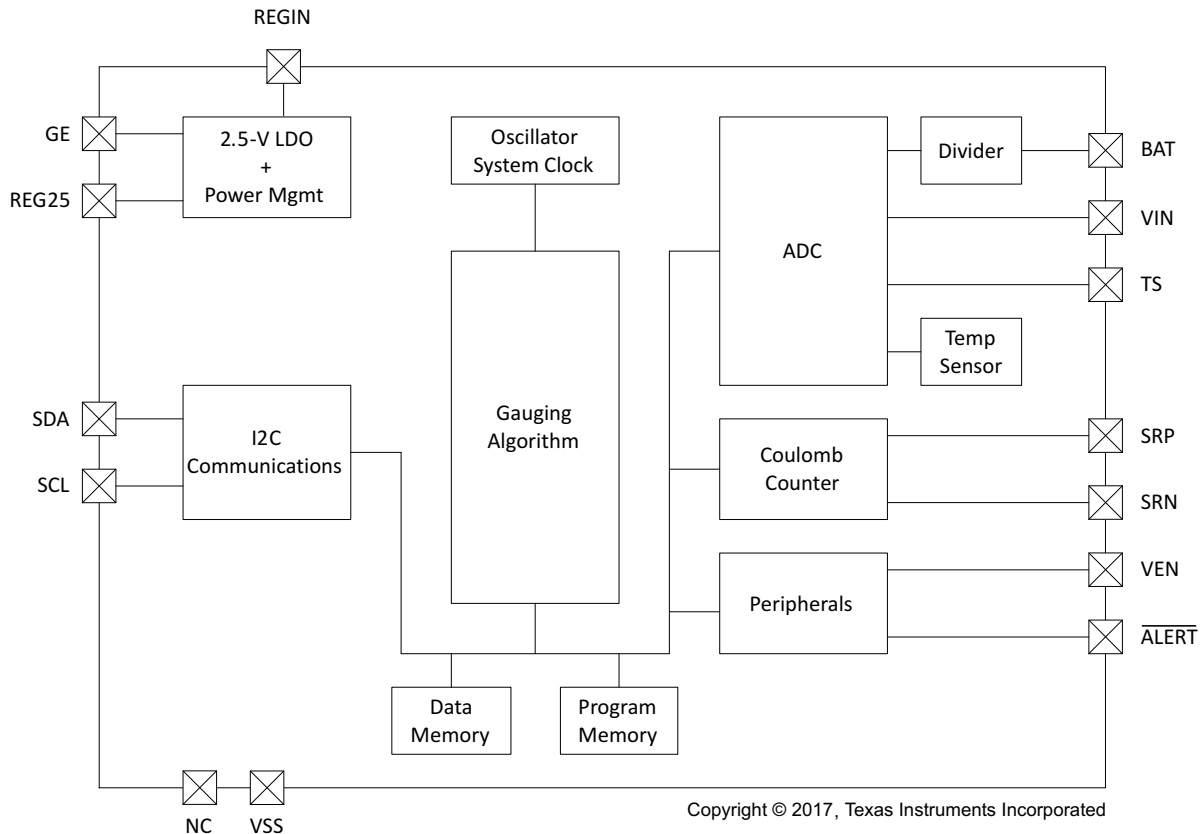 REGIN
GE
REG25
2.5-V LDO
+
Power Mgmt
Oscillator
System Clock
Divider
BAT
VIN
TS
ADC
Temp
Sensor
SDA
SCL
I2C
Communications
Gauging
Algorithm
Coulomb
Counter
SRP
SRN
Peripherals
VEN
ALERT
Data
Memory
Program
Memory
NC
VSS
Copyright © 2017, Texas Instruments Incorporated